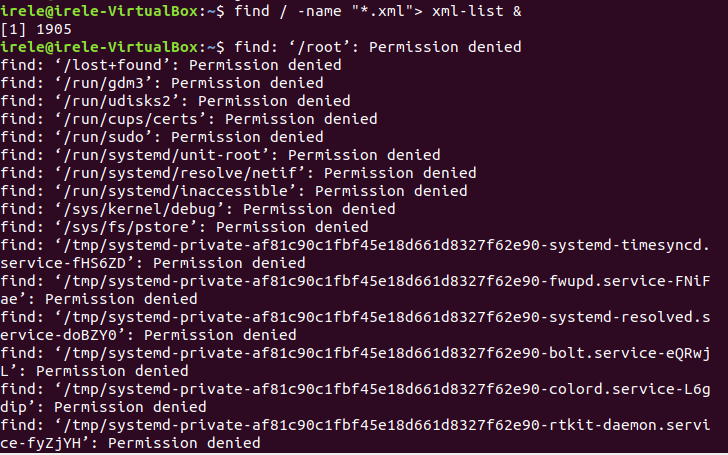 irele@irele-VirtualBox:~$ find / -name "*.xml"> xml-list &
[1] 1905
irele@irele-VirtualBox:~$ find: ‘/root’: Permission denied
find: ‘/lost+found’: Permission denied
find: ‘/run/gdm3’: Permission denied
find: ‘/run/udisks2’: Permission denied
find: ‘/run/cups/certs’: Permission denied
find: ‘/run/sudo’: Permission denied
find: ‘/run/systemd/unit-root’: Permission denied
find: ‘/run/systemd/resolve/netif’: Permission denied
find: ‘/run/systemd/inaccessible’: Permission denied
find: ‘/sys/kernel/debug’: Permission denied
find: ‘/sys/fs/pstore’: Permission denied
find: ‘/tmp/systemd-private-af81c90c1fbf45e18d661d8327f62e90-systemd-timesyncd.
service-fHS6ZD’: Permission denied
find: ‘/tmp/systemd-private-af81c90c1fbf45e18d661d8327f62e90-fwupd.service-FNiF
ae’: Permission denied
find: ‘/tmp/systemd-private-af81c90c1fbf45e18d661d8327f62e90-systemd-resolved.s
ervice-doBZY0’: Permission denied
find: ‘/tmp/systemd-private-af81c90c1fbf45e18d661d8327f62e90-bolt.service-eQRwj
L’: Permission denied
find: ‘/tmp/systemd-private-af81c90c1fbf45e18d661d8327f62e90-colord.service-L6g
dip’: Permission denied
find: ‘/tmp/systemd-private-af81c90c1fbf45e18d661d8327f62e90-rtkit-daemon.servi
ce-fyZjYH’: Permission denied